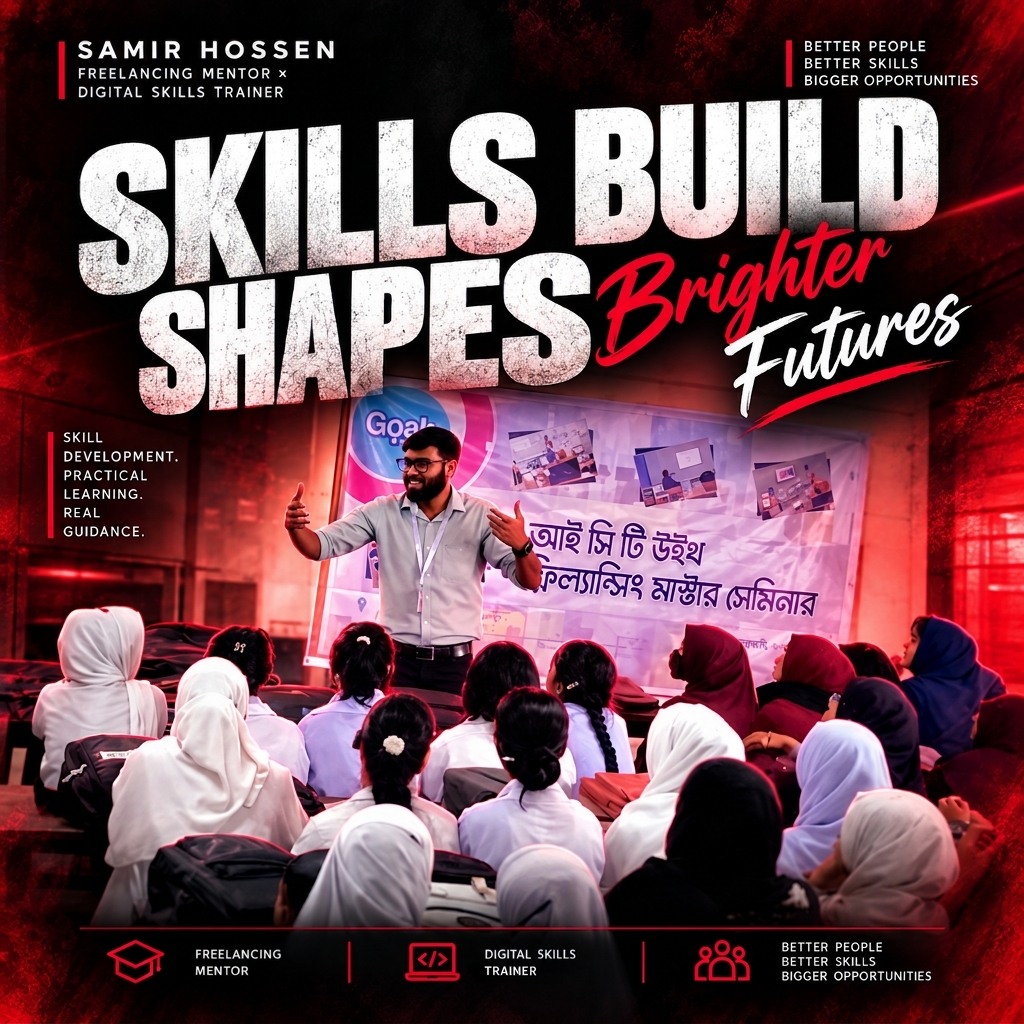 SAMIR HOSSEN
FREELANCING MENTOR ×
DIGITAL SKILLS TRAINER
BETTER PEOPLE
BETTER SKILLS
BIGGER OPPORTUNITIES
SKILLS BUILD
SHAPES Brighter
Futures
SKILL
DEVELOPMENT.
PRACTICAL
LEARNING.
REAL
GUIDANCE.
Goal
আই সি টি উইথ
ফ্রিল্যান্সিং মাস্টার সেমিনার
FREELANCING
MENTOR
DIGITAL SKILLS
TRAINER
BETTER PEOPLE
BETTER SKILLS
BIGGER OPPORTUNITIES